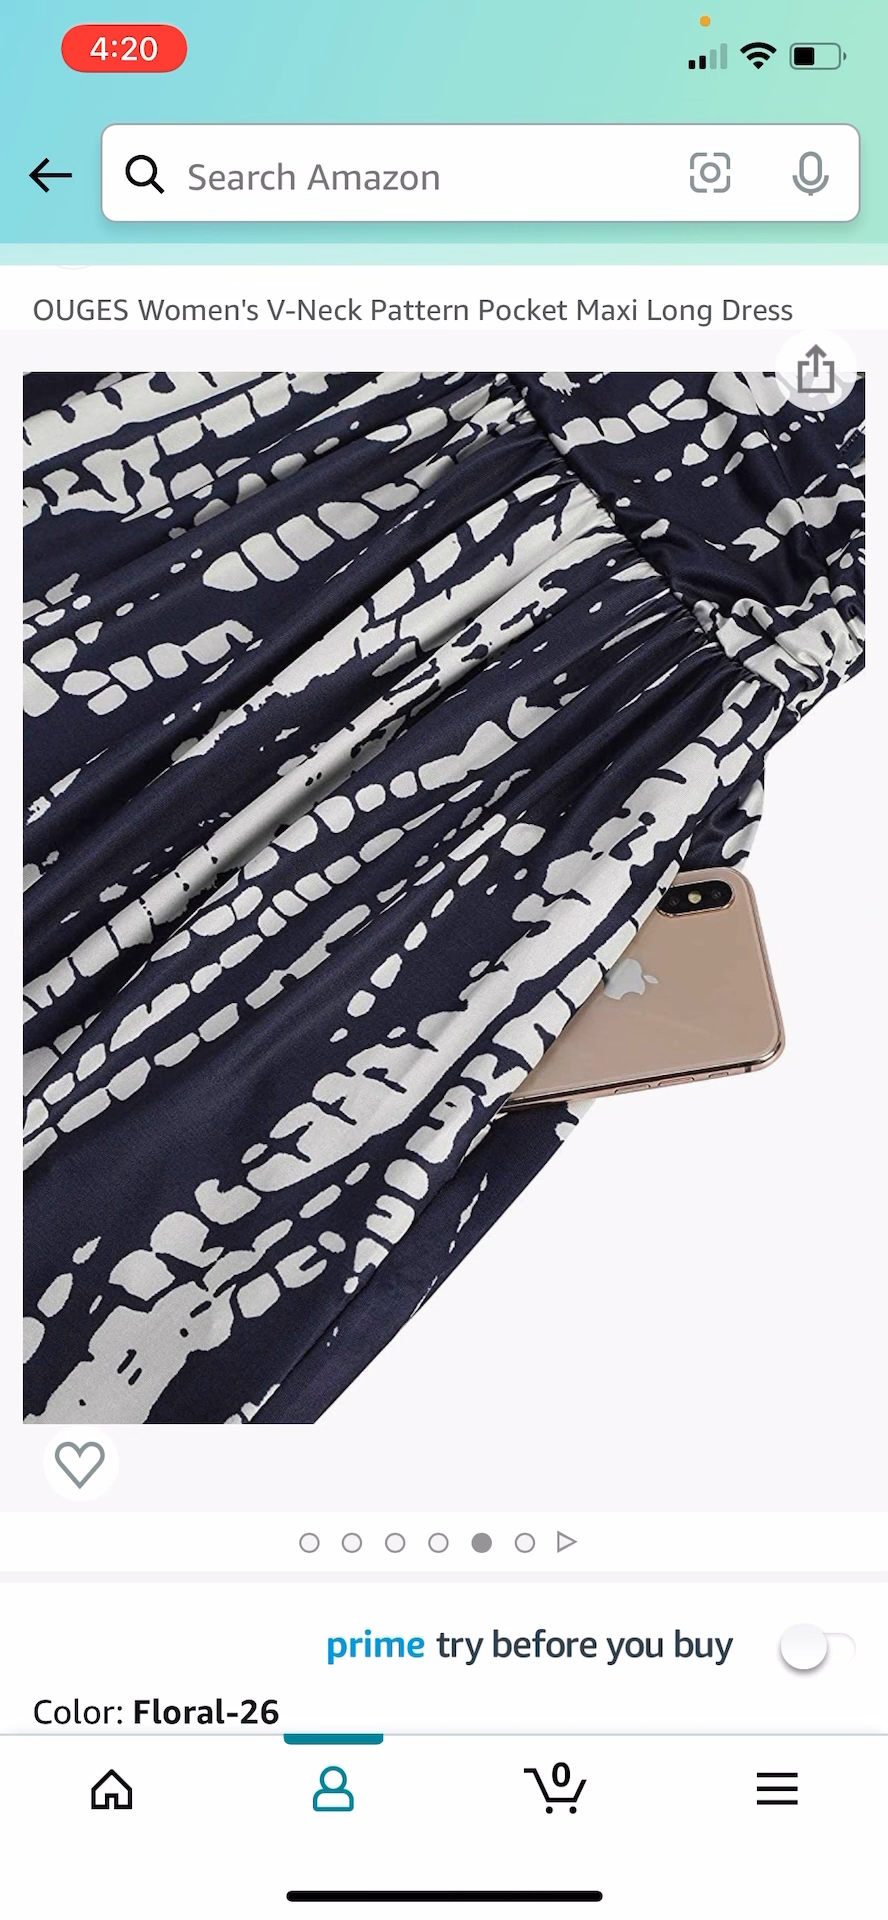 4:20
Search Amazon
OUGES Women's V-Neck Pattern Pocket Maxi Long Dress
prime try before you buy
Color: Floral-26
0